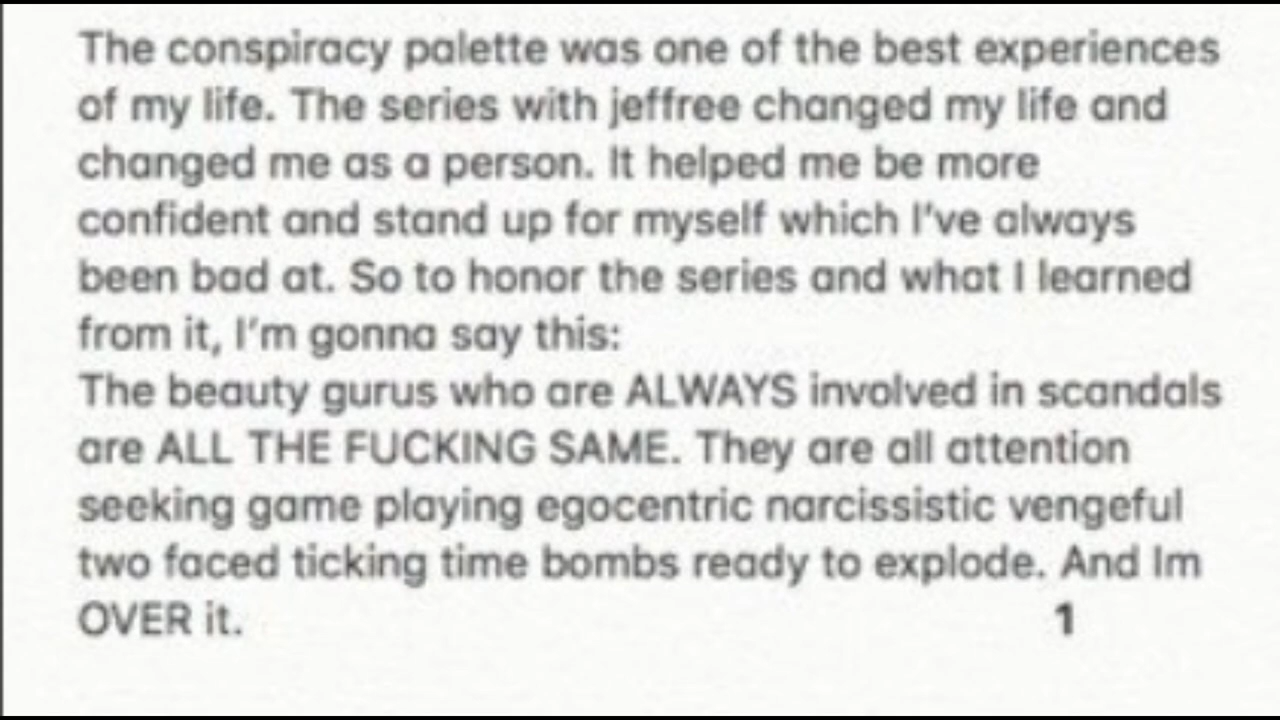 The conspiracy palette was one of the best experiences
of my life. The series with jeffree changed my life and
changed me as a person. It helped me be more
confident and stand up for myself which I've always
been bad at. So to honor the series and what I learned
from it, I'm gonna say this:
The beauty gurus who are ALWAYS involved in scandals
are ALL THE FUCKING SAME. They are all attention
seeking game playing egocentric narcissistic vengeful
two faced ticking time bombs ready to explode. And Im
OVER it. 1